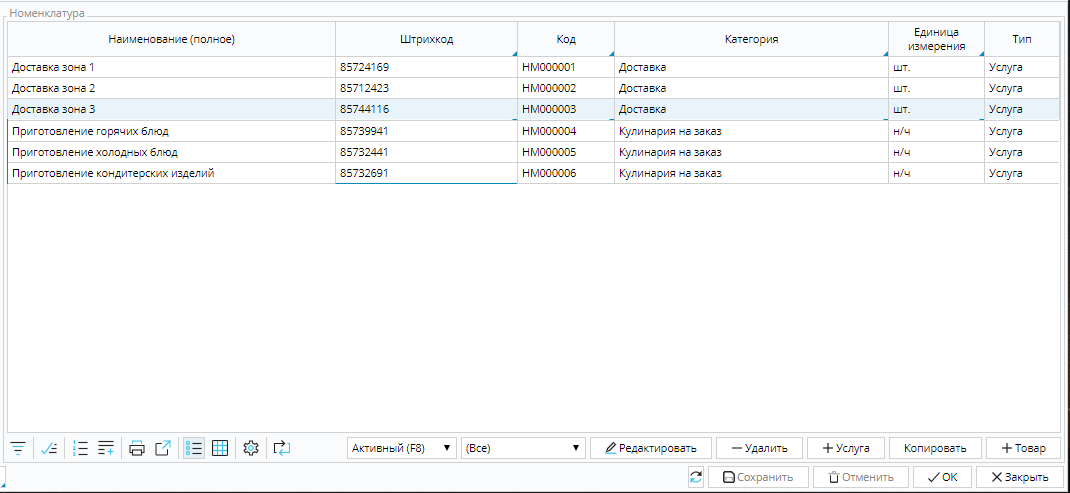 Номенклатура
Наименование (полное) Штрихкод Код Категория Единица измерения Тип
Доставка зона 1 85724169 НМ000001 Доставка шт. Услуга
Доставка зона 2 85712423 НМ000002 Доставка шт. Услуга
Доставка зона 3 85744116 НМ000003 Доставка шт. Услуга
Приготовление горячих блюд 85739941 НМ000004 Кулинария на заказ н/ч Услуга
Приготовление холодных блюд 85732441 НМ000005 Кулинария на заказ н/ч Услуга
Приготовление кондитерских изделий 85732691 НМ000006 Кулинария на заказ н/ч Услуга
Активный (F8) (Все) Редактировать Удалить Услуга Копировать Товар
Сохранить Отменить OK Закрыть